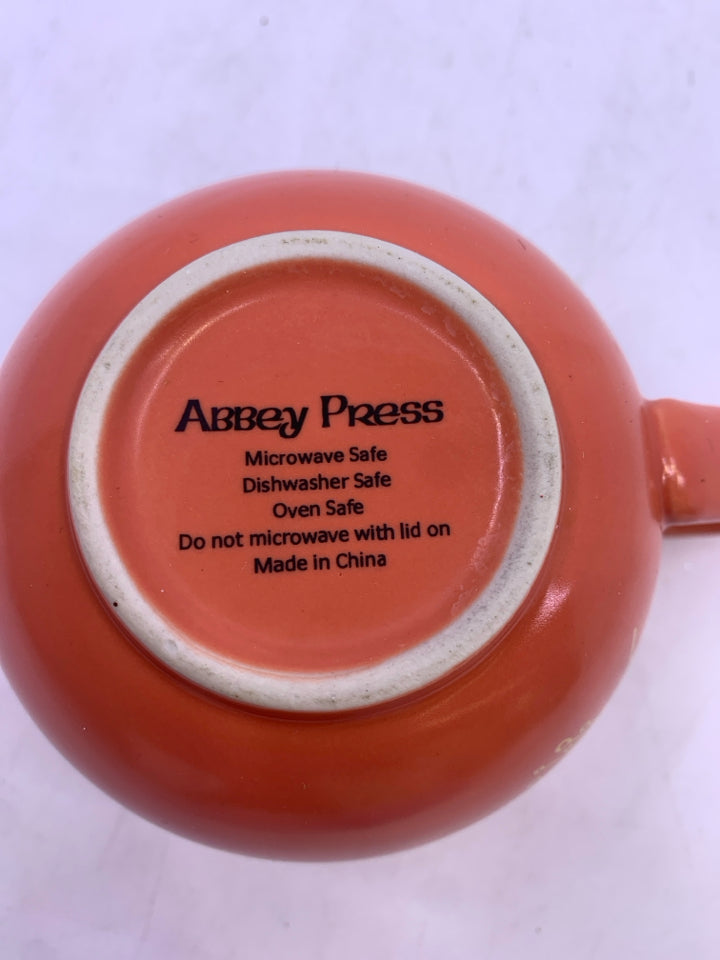 Abbey Press
Microwave Safe
Dishwasher Safe
Oven Safe
Do not microwave with lid on
Made in China